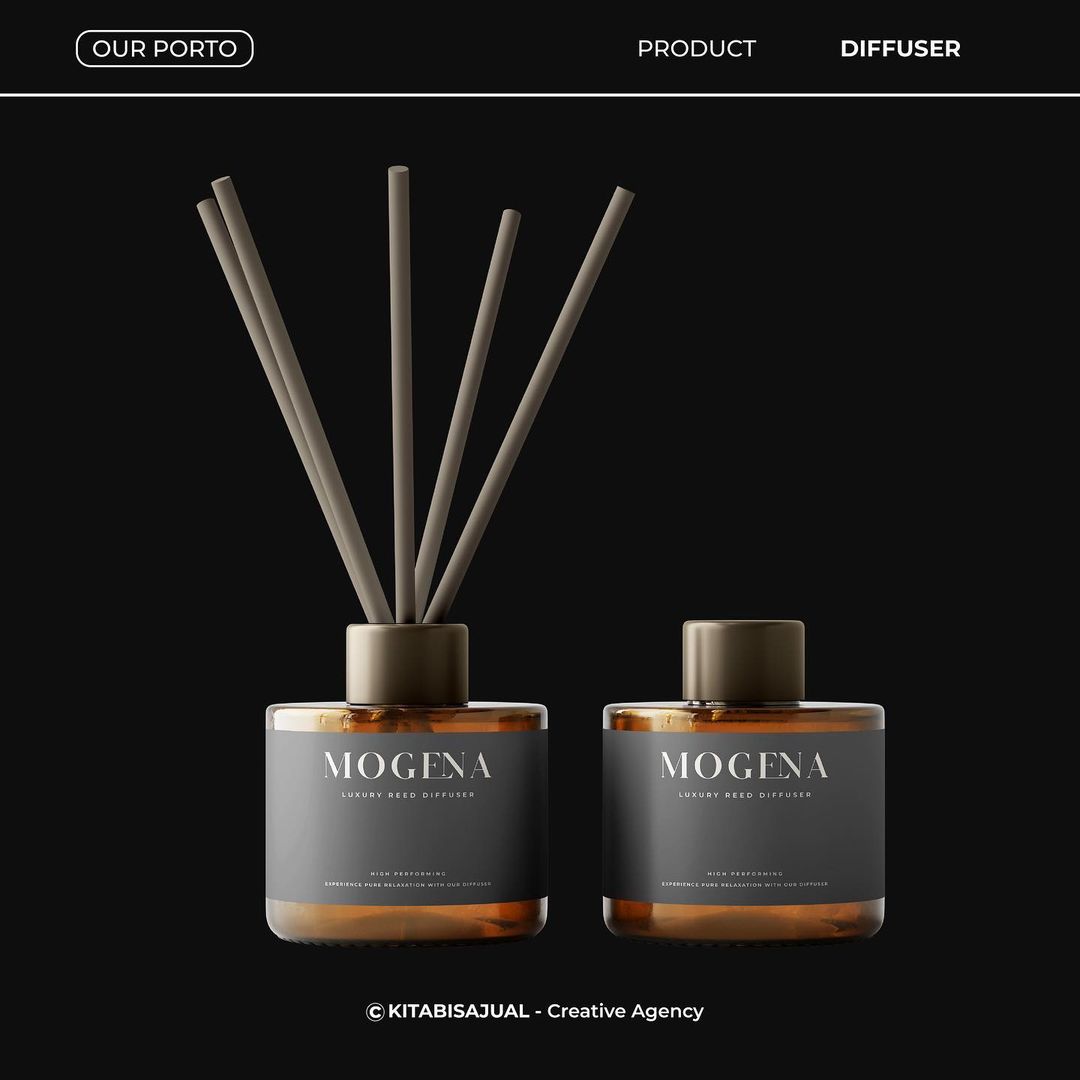 OUR PORTO
PRODUCT
DIFFUSER
MOGENA
LUXURY REED DIFFUSER
HIGH PERFORMING
EXPERIENCE PURE RELAXATION WITH OUR DIFFUSER
MOGENA
LUXURY REED DIFFUSER
HIGH PERFORMING
EXPERIENCE PURE RELAXATION WITH OUR DIFFUSER
©KITABISAJUAL - Creative Agency